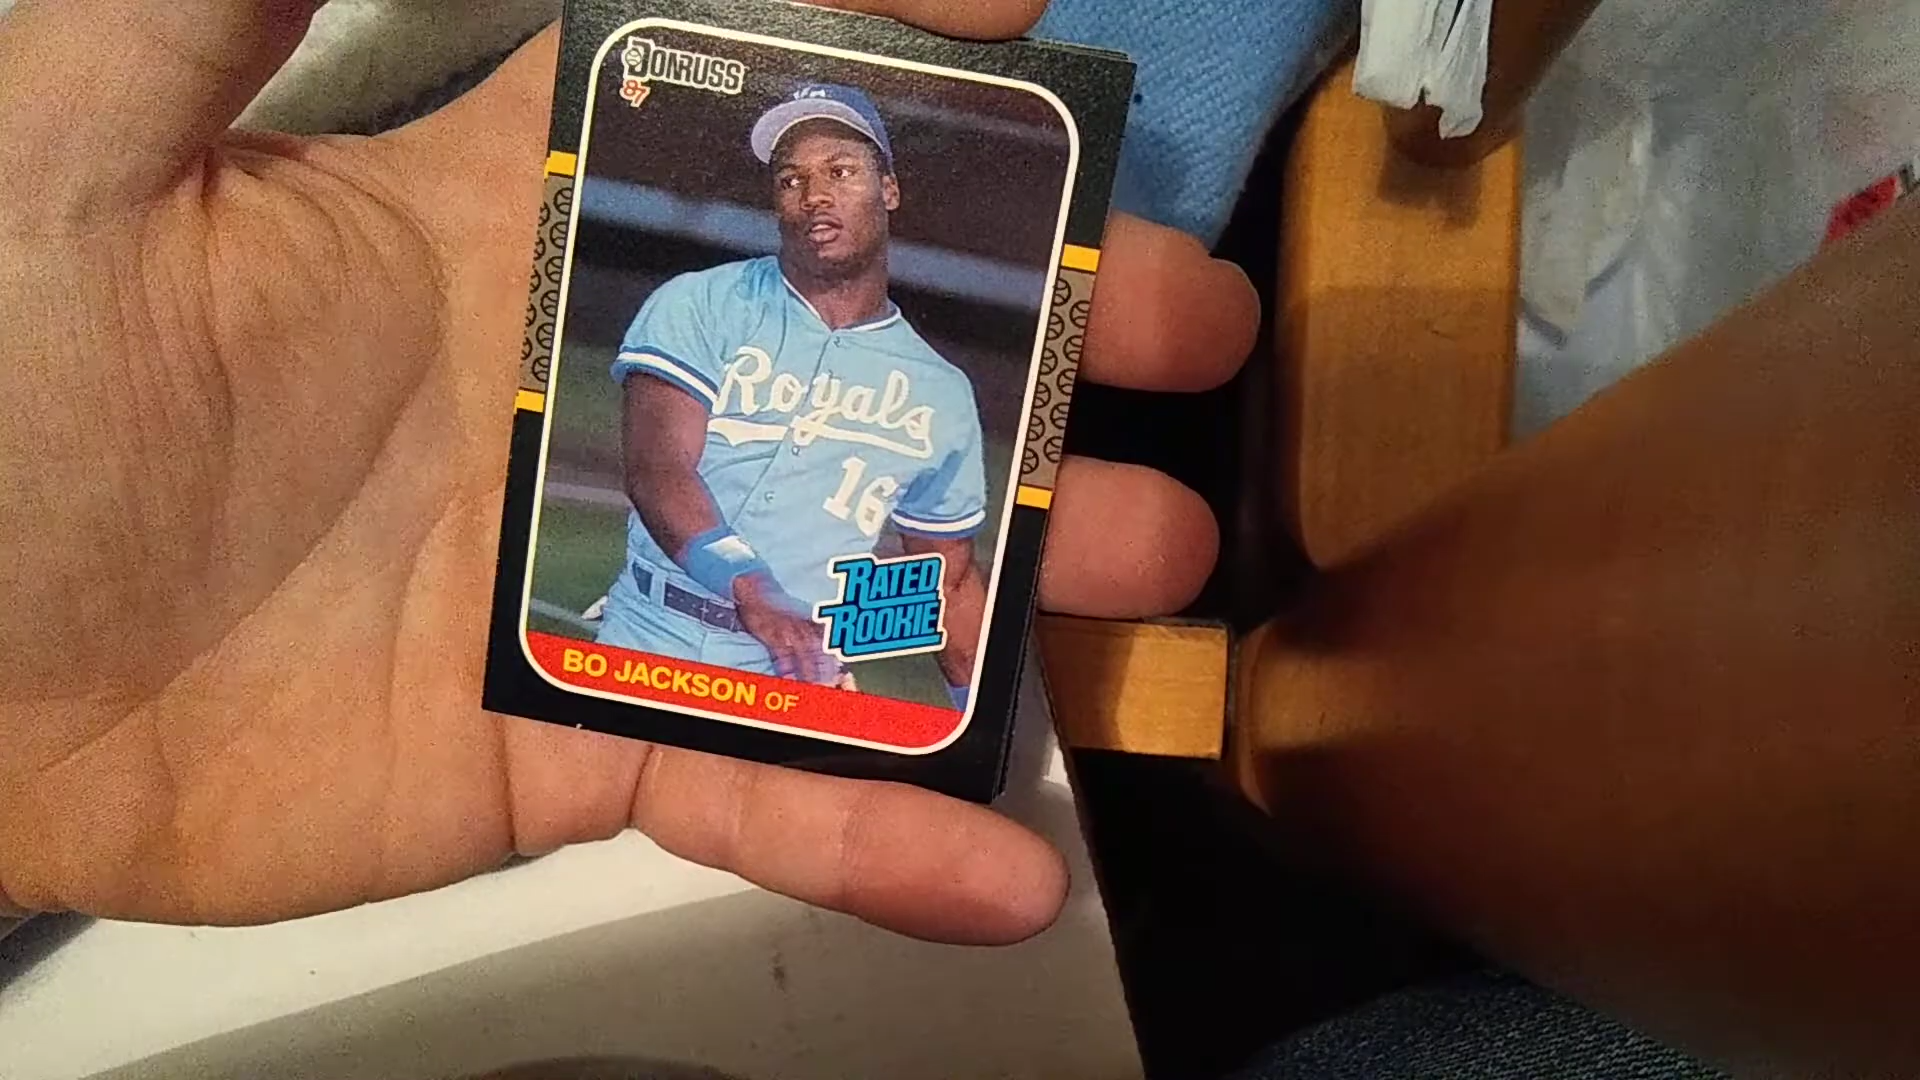 DONRUSS
87
Royals
16
RATED
ROOKIE
BO JACKSON OF